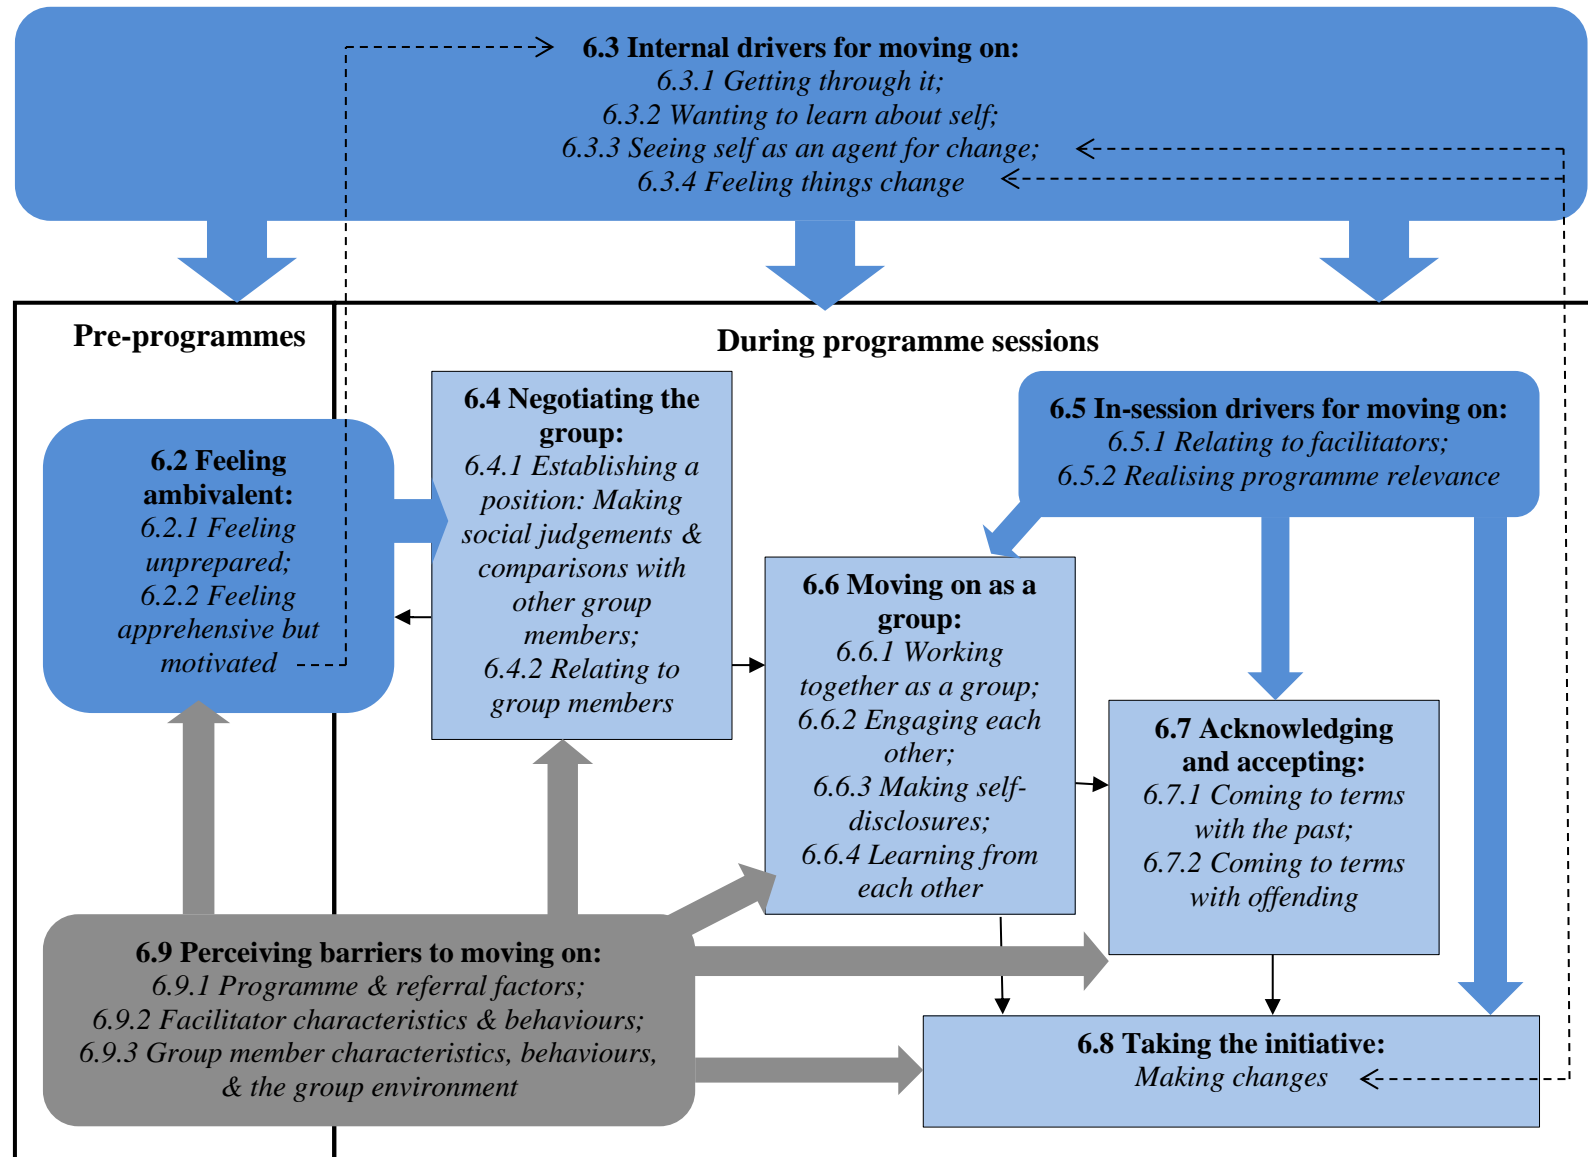 6.3 Internal drivers for moving on:
6.3.1 Getting through it;
6.3.2 Wanting to learn about self;
6.3.3 Seeing self as an agent for change;
6.3.4 Feeling things change
Pre-programmes
During programme sessions
6.2 Feeling
ambivalent:
6.2.1 Feeling
unprepared;
6.2.2 Feeling
apprehensive but
motivated
6.4 Negotiating the
group:
6.4.1 Establishing a
position: Making
social judgements &
comparisons with
other group
members;
6.4.2 Relating to
group members
6.5 In-session drivers for moving on:
6.5.1 Relating to facilitators;
6.5.2 Realising programme relevance
6.6 Moving on as a
group:
6.6.1 Working
together as a group;
6.6.2 Engaging each
other;
6.6.3 Making self-
disclosures;
6.6.4 Learning from
each other
6.7 Acknowledging
and accepting:
6.7.1 Coming to terms
with the past;
6.7.2 Coming to terms
with offending
6.9 Perceiving barriers to moving on:
6.9.1 Programme & referral factors;
6.9.2 Facilitator characteristics & behaviours;
6.9.3 Group member characteristics, behaviours,
& the group environment
6.8 Taking the initiative:
Making changes